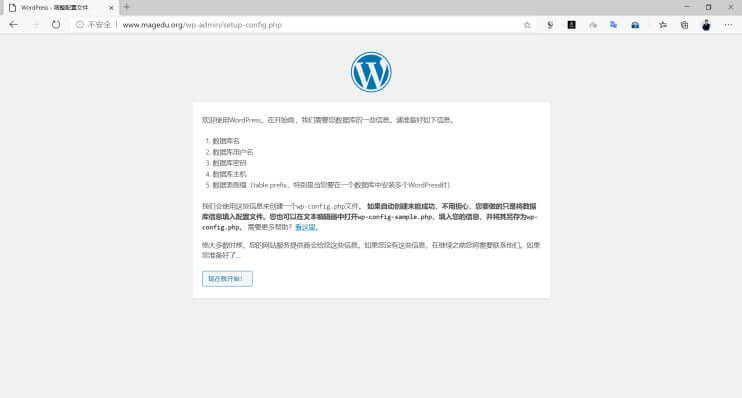 WordPress › 调整配置文件
不安全 | www.magedu.org/wp-admin/setup-config.php
欢迎使用WordPress。在开始前，我们需要您数据库的一些信息。请准备好如下信息。
1. 数据库名
2. 数据库用户名
3. 数据库密码
4. 数据库主机
5. 数据表前缀（table prefix，特别是当您要在一个数据库中安装多个WordPress时）
我们会使用这些信息来创建一个wp-config.php文件。 如果自动创建未能成功，不用担心，您要做的只是将数据
库信息填入配置文件。您也可以在文本编辑器中打开wp-config-sample.php，填入您的信息，并将其另存为wp-
config.php。 需要更多帮助？看这里。
绝大多数时候，您的网站服务提供商会给您这些信息。如果您没有这些信息，在继续之前您将需要联系他们。如果
您准备好了…
现在就开始！